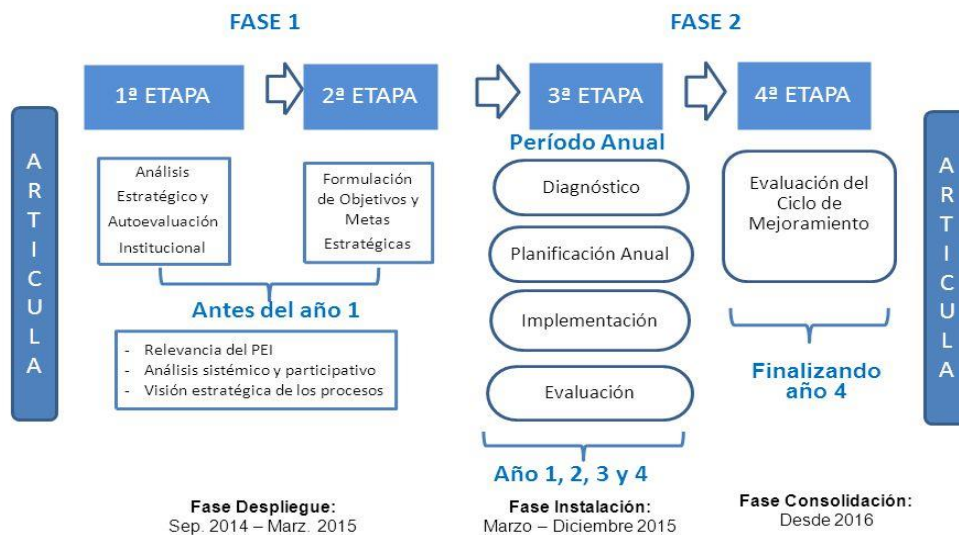 FASE 1
FASE 2
1ª ETAPA
2ª ETAPA
3ª ETAPA
4ª ETAPA
ARTICULA
Análisis
Estratégico y
Autoevaluación
Institucional
Formulación
de Objetivos y
Metas
Estratégicas
Antes del año 1
- Relevancia del PEI
- Análisis sistémico y participativo
- Visión estratégica de los procesos
Período Anual
Diagnóstico
Planificación Anual
Implementación
Evaluación
Año 1, 2, 3 y 4
Evaluación del
Ciclo de
Mejoramiento
Finalizando
año 4
ARTICULA
Fase Despliegue:
Sep. 2014 – Marz. 2015
Fase Instalación:
Marzo – Diciembre 2015
Fase Consolidación:
Desde 2016